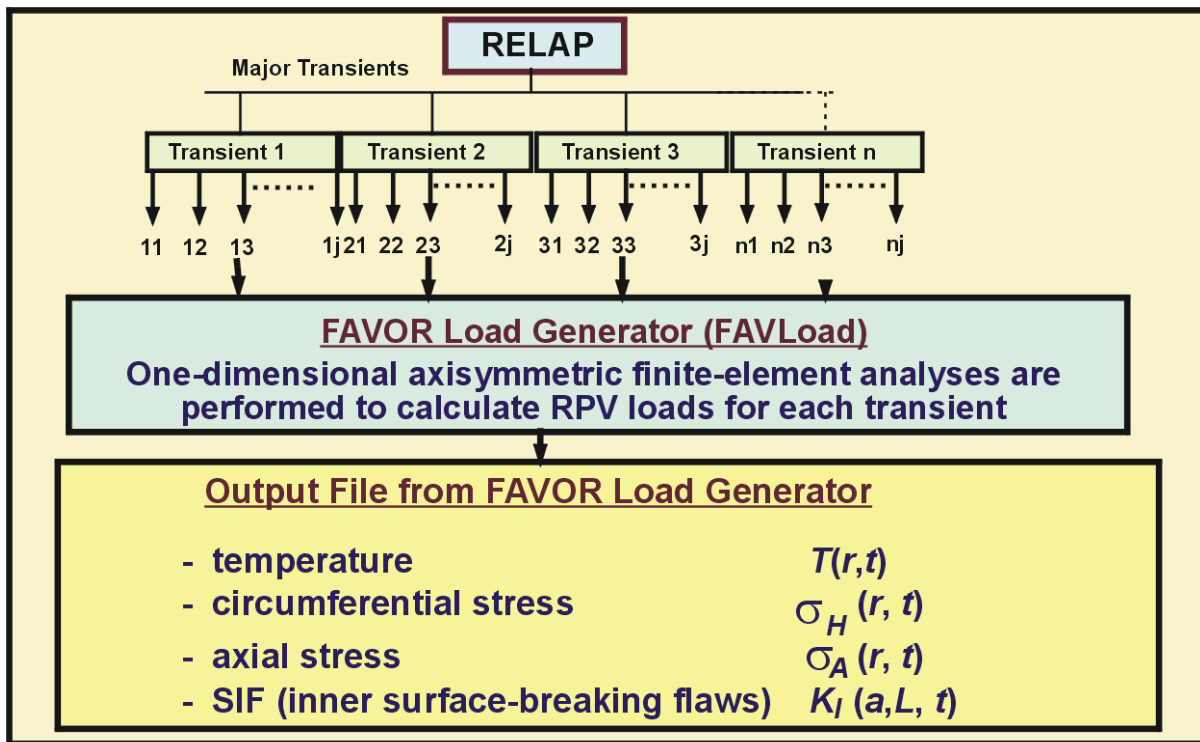 RELAP
Major Transients
Transient 1 Transient 2 Transient 3 Transient n
11 12 13 1j 21 22 23 2j 31 32 33 3j n1 n2 n3 nj
FAVOR Load Generator (FAVLoad)
One-dimensional axisymmetric finite-element analyses are
performed to calculate RPV loads for each transient
Output File from FAVOR Load Generator
- temperature T(r,t)
- circumferential stress σH (r, t)
- axial stress σA (r, t)
- SIF (inner surface-breaking flaws) KI (a,L, t)